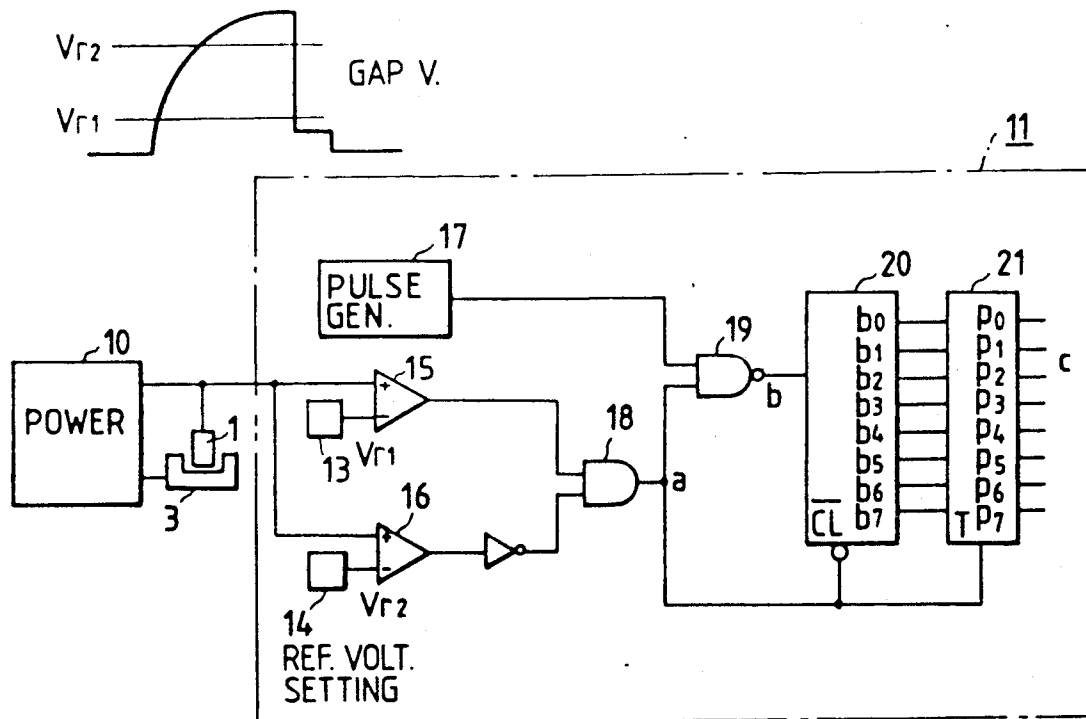 Vr2
GAP V.
Vr1
11
17
PULSE
GEN.
20
21
19
b0 p0
b1 p1
b2 p2
b3 p3
b4 p4
b5 p5
b6 p6
b7 p7
c
CL
T
b
10
POWER
1
3
15
+
-
13
Vr1
18
a
16
+
-
14
Vr2
REF. VOLT.
SETTING